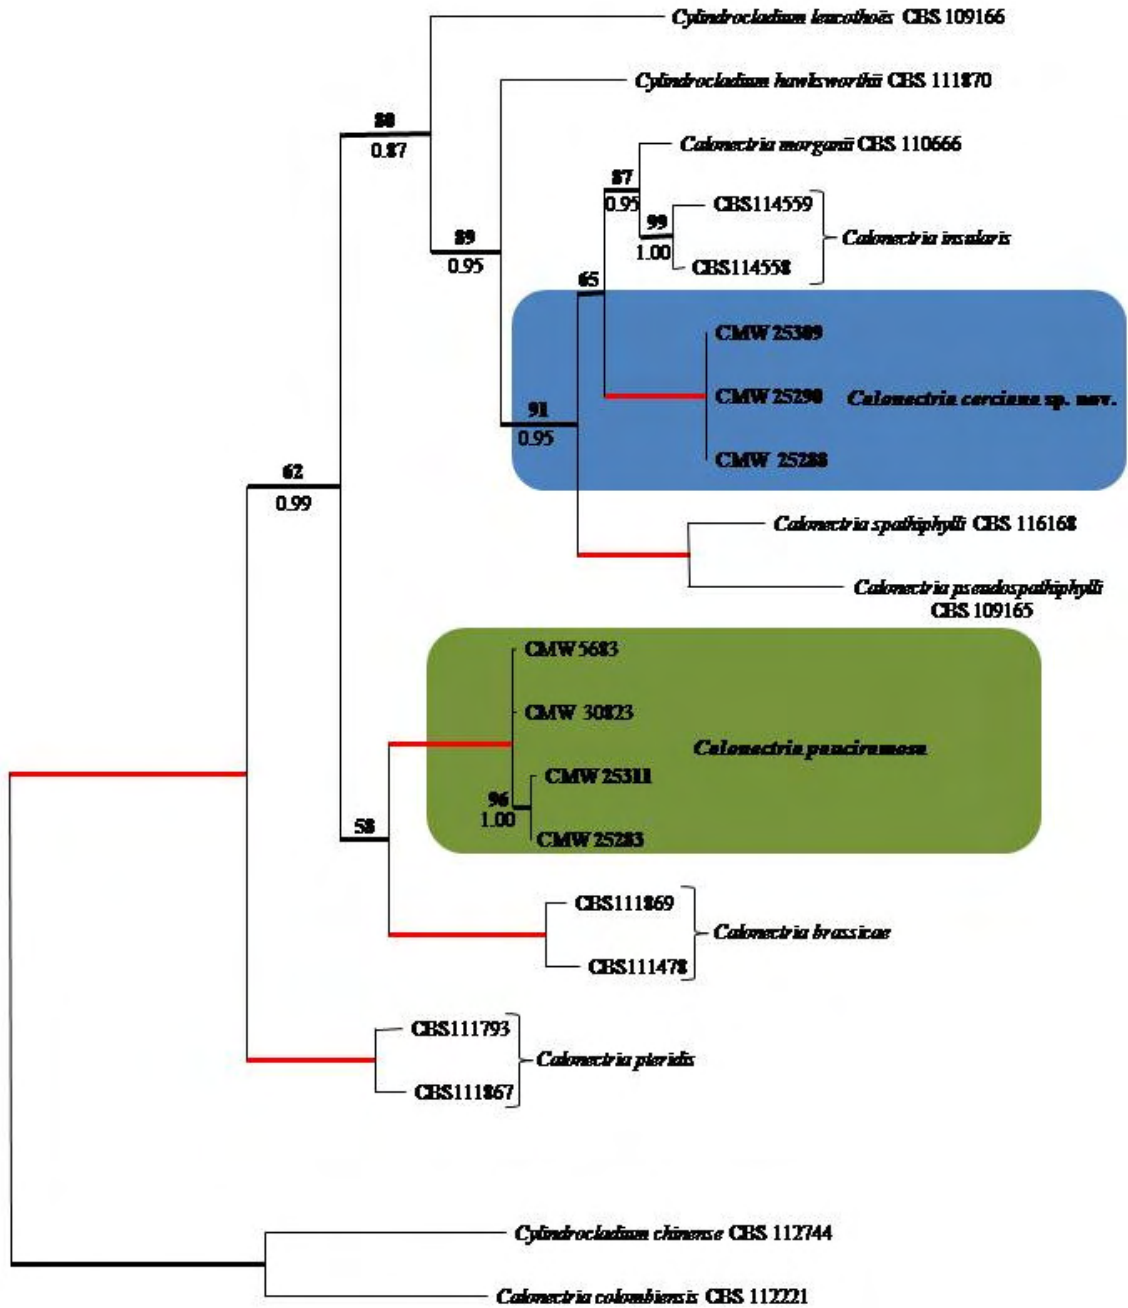 Cylindrocladium leucothoës CBS 109166
Cylindrocladium hawksworthii CBS 111870
88
0.87
Calonectria morganii CBS 110666
87
0.95
CBS114559
99
1.00
Calonectria insularis
89
0.95
CBS114558
65
CMW 25309
91
0.95
CMW 25290
Calonectria cerciana sp. nov.
CMW 25288
62
0.99
Calonectria spathiphylli CBS 116168
Calonectria pseudospathiphylli
CBS 109165
CMW 5683
CMW 30823
Calonectria pauciramosa
CMW 25311
96
1.00
58
CMW 25283
CBS111869
Calonectria brassicae
CBS111478
CBS111793
Calonectria pteridis
CBS111867
Cylindrocladium chinense CBS 112744
Calonectria colombiensis CBS 112221